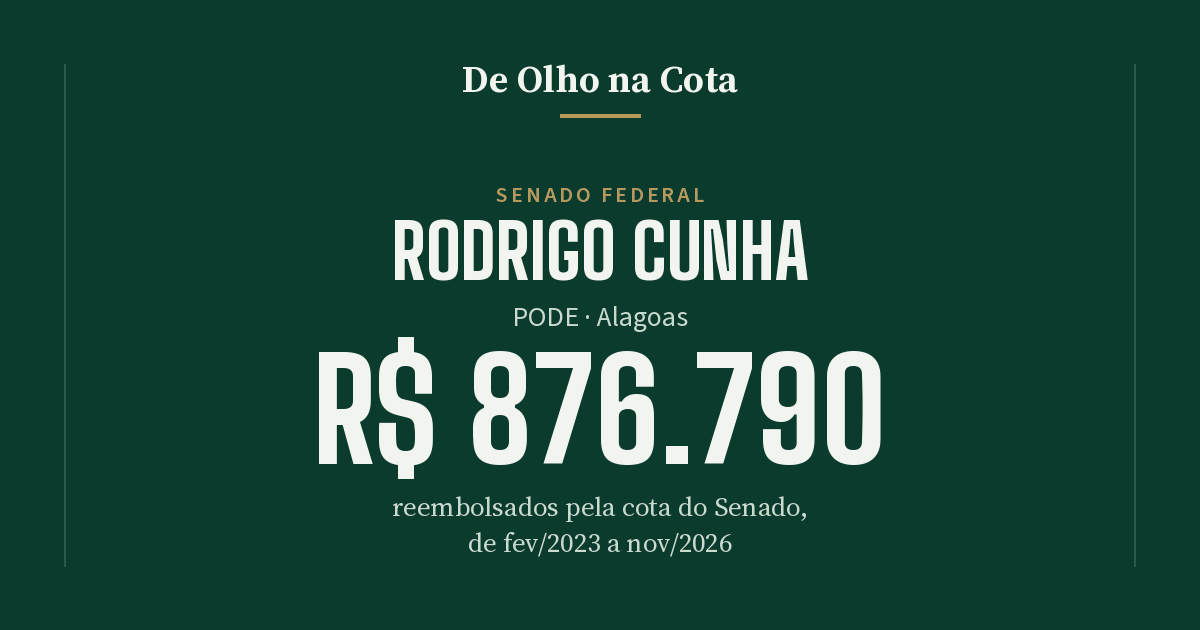 De Olho na Cota
SENADO FEDERAL
RODRIGO CUNHA
PODE · Alagoas
R$ 876.790
reembolsados pela cota do Senado,
de fev/2023 a nov/2026